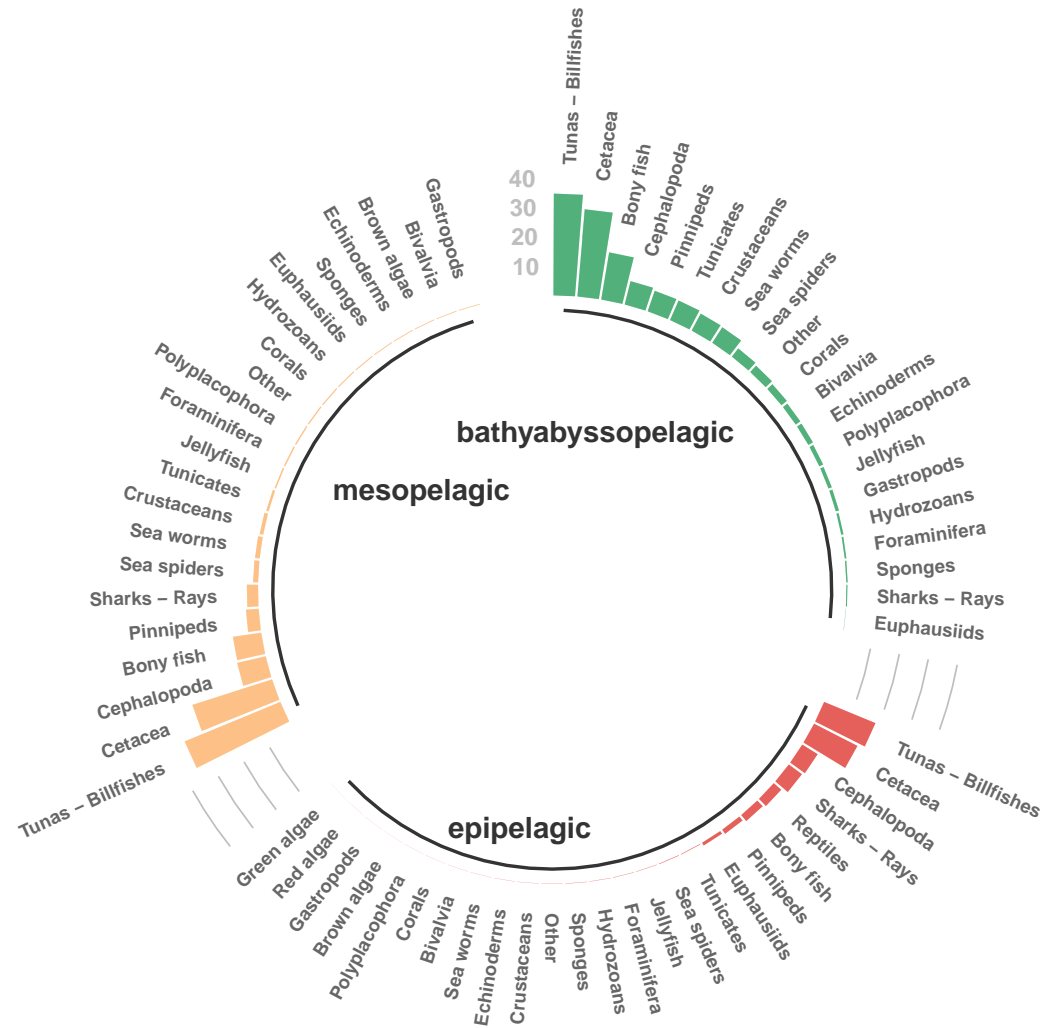 40
30
20
10
Tunas – Billfishes
Cetacea
Bony fish
Cephalopoda
Pinnipeds
Tunicates
Crustaceans
Sea worms
Sea spiders
Other
Corals
Bivalvia
Echinoderms
Polyplacophora
Jellyfish
Gastropods
Hydrozoans
Foraminifera
Sponges
Sharks – Rays
Euphausiids
Tunas – Billfishes
Cetacea
Cephalopoda
Sharks – Rays
Reptiles
Bony fish
Pinnipeds
Euphausiids
Tunicates
Sea spiders
Jellyfish
Foraminifera
Hydrozoans
Sponges
Other
Crustaceans
Echinoderms
Sea worms
Bivalvia
Corals
Polyplacophora
Brown algae
Gastropods
Red algae
Green algae
Tunas – Billfishes
Cetacea
Cephalopoda
Bony fish
Pinnipeds
Sharks – Rays
Sea spiders
Sea worms
Crustaceans
Tunicates
Jellyfish
Foraminifera
Polyplacophora
Other
Corals
Hydrozoans
Euphausiids
Sponges
Echinoderms
Brown algae
Bivalvia
Gastropods
bathyabyssopelagic
mesopelagic
epipelagic